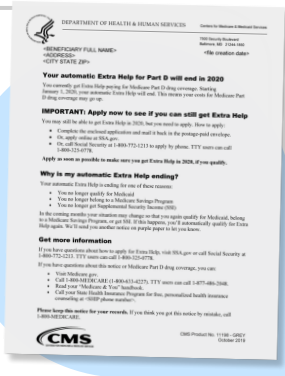 DEPARTMENT OF HEALTH & HUMAN SERVICES
Centers for Medicare & Medicaid Services
7500 Security Boulevard
Baltimore, MD 21244-1850
<BENEFICIARY FULL NAME>
<ADDRESS>
<CITY STATE ZIP>
<file creation date>
Your automatic Extra Help for Part D will end in 2020
You currently get Extra Help paying for Medicare Part D drug coverage. Starting
January 1, 2020, your automatic Extra Help will end. This means your costs for Medicare Part
D drug coverage may go up.
IMPORTANT: Apply now to see if you can still get Extra Help
You may still be able to get Extra Help in 2020, but you need to apply. How to apply:
• Complete the enclosed application and mail it back in the postage-paid envelope.
• Or, apply online at SSA.gov.
• Or, call Social Security at 1-800-772-1213 to apply by phone. TTY users can call
1-800-325-0778.
Apply as soon as possible to make sure you get Extra Help in 2020, if you qualify.
Why is my automatic Extra Help ending?
Your automatic Extra Help is ending for one of these reasons:
• You no longer qualify for Medicaid
• You no longer belong to a Medicare Savings Program
• You no longer get Supplemental Security Income (SSI)
In the coming months your situation may change so that you again qualify for Medicaid, belong
to a Medicare Savings Program, or get SSI. If this happens, you'll automatically qualify for Extra
Help again. We'll send you another notice on purple paper to let you know.
Get more information
If you have questions about how to apply for Extra Help, visit SSA.gov or call Social Security at
1-800-772-1213. TTY users can call 1-800-325-0778.
If you have questions about this notice or Medicare Part D drug coverage, you can:
• Visit Medicare.gov.
• Call 1-800-MEDICARE (1-800-633-4227). TTY users can call 1-877-486-2048.
• Read your "Medicare & You" handbook.
• Call your State Health Insurance Program for free, personalized health insurance
counseling at <SHIP phone number>.
Please keep this notice for your records. If you think you got this notice by mistake, call
1-800-MEDICARE.
CMS
CMS Product No. 11198 - GREY
October 2019